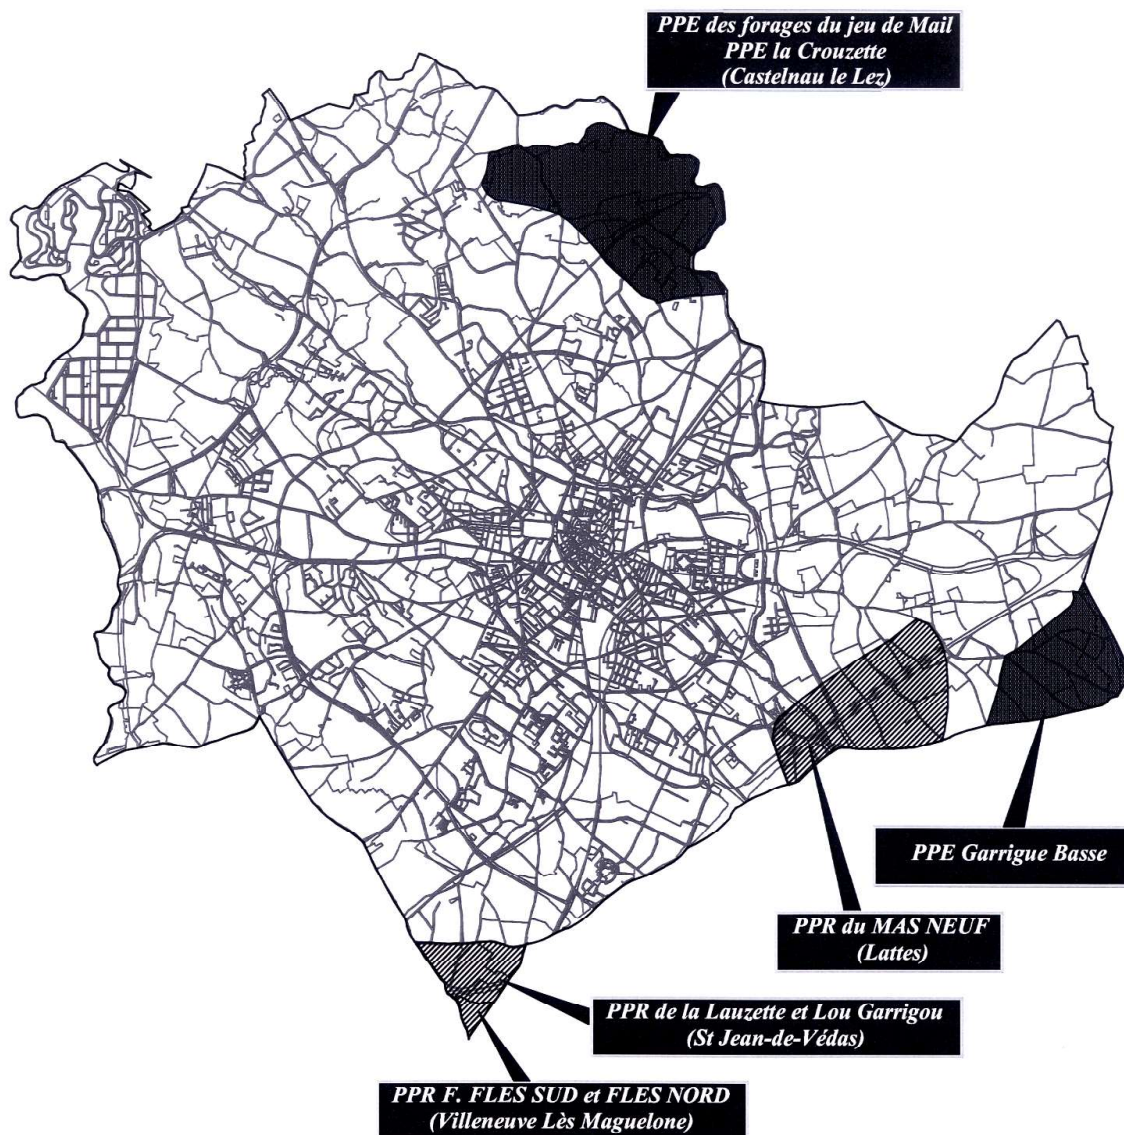 PPE des forages du jeu de Mail
PPE la Crouzette
(Castelnau le Lez)
PPE Garrigue Basse
PPR du MAS NEUF
(Lattes)
PPR de la Lauzette et Lou Garrigou
(St Jean-de-Védas)
PPR F. FLES SUD et FLES NORD
(Villeneuve Lès Maguelone)